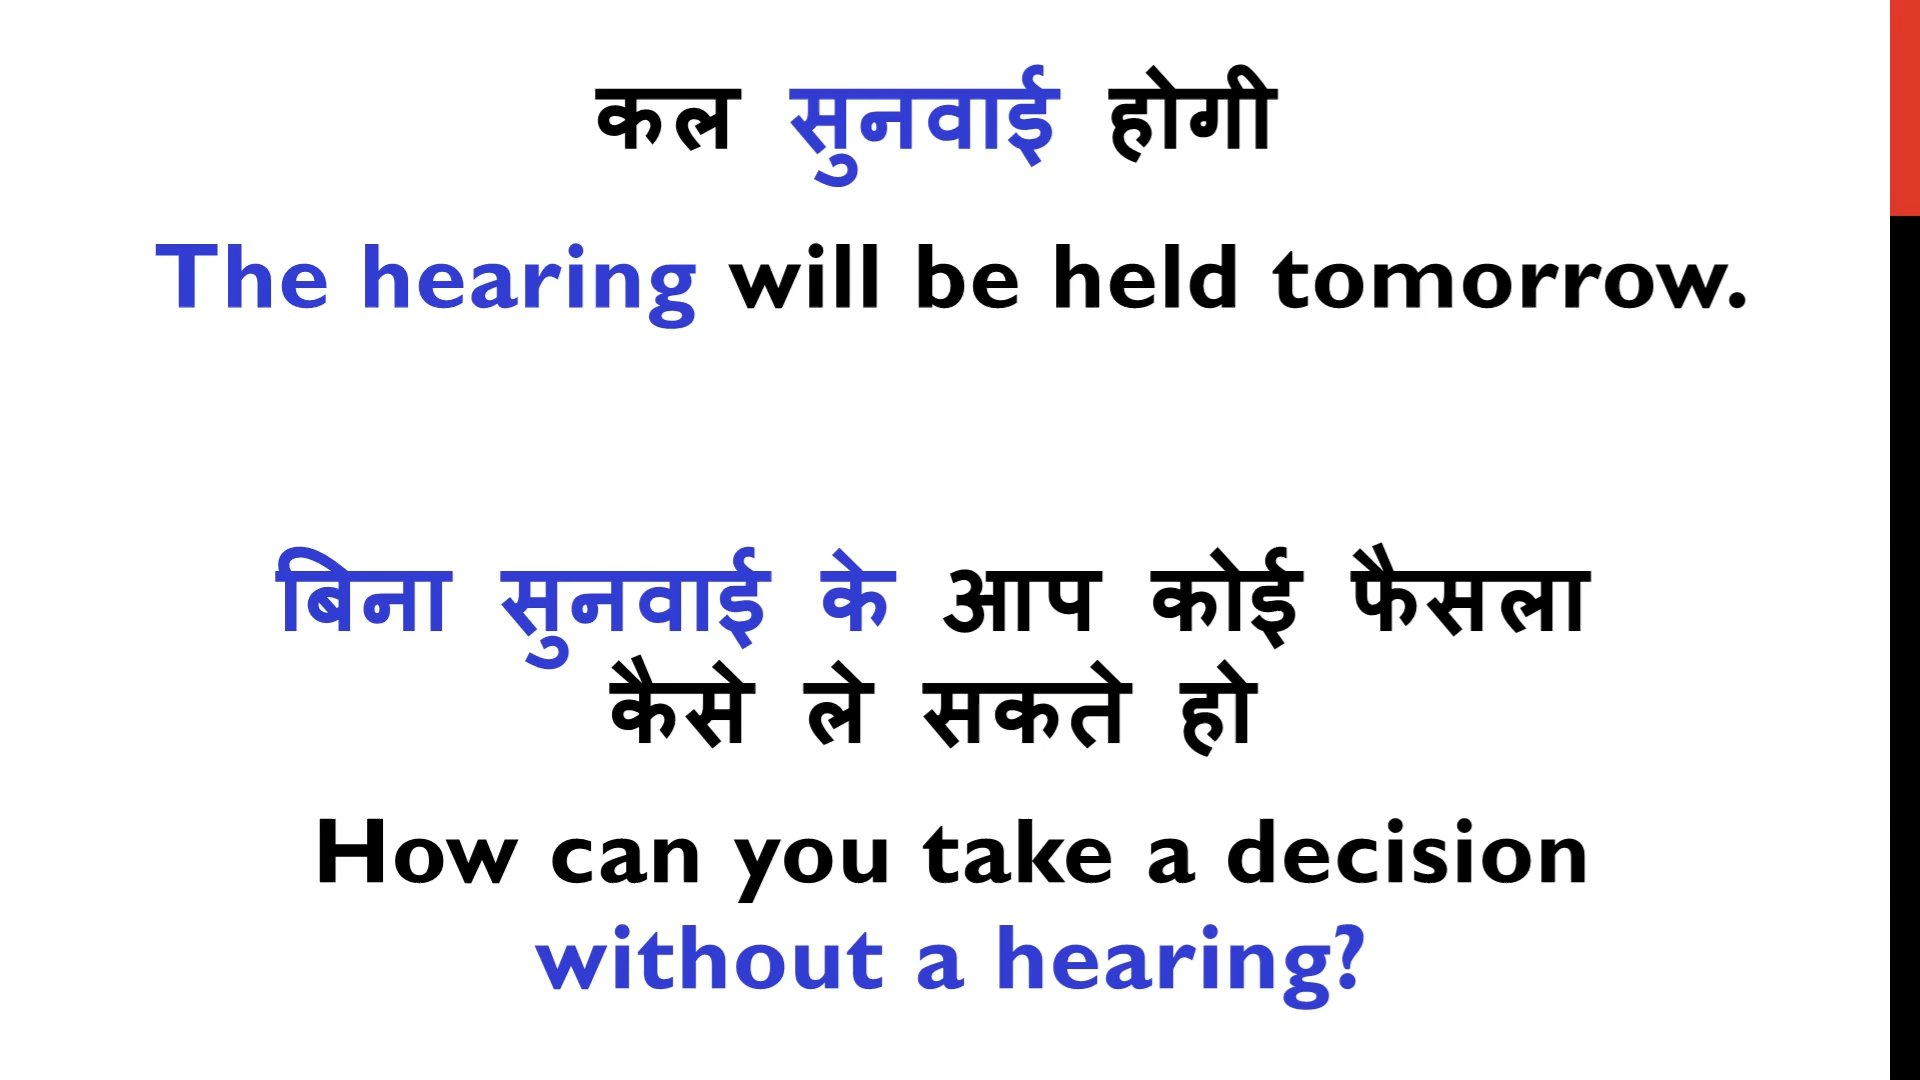 कल सुनवाई होगी
The hearing will be held tomorrow.
बिना सुनवाई के आप कोई फैसला
कैसे ले सकते हो
How can you take a decision
without a hearing?